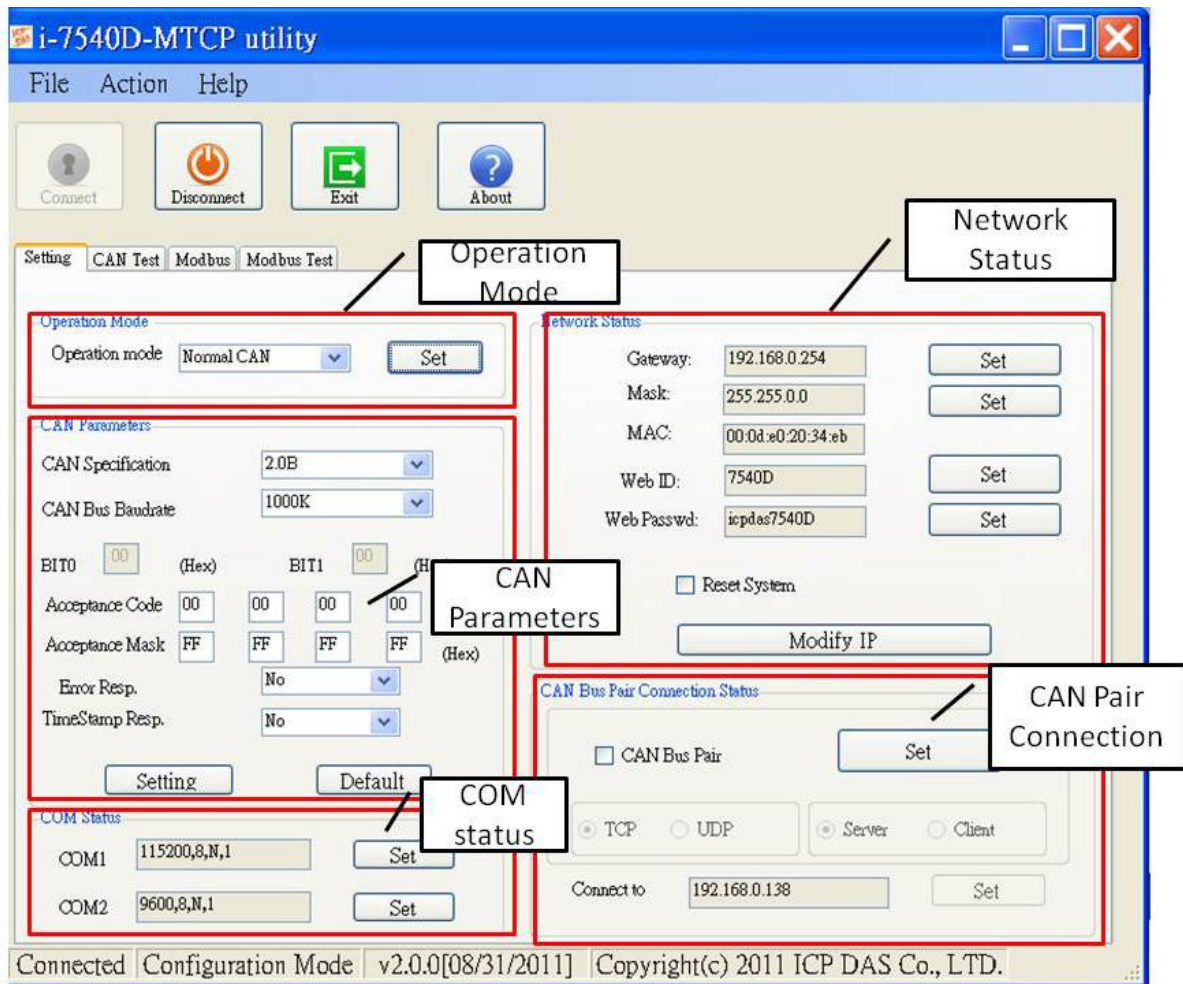 i-7540D-MTCP utility
File Action Help
Connect Disconnect Exit About
Setting CAN Test Modbus Modbus Test
Operation
Mode
Network
Status
Operation Mode
Operation mode Normal CAN Set
CAN Parameters
CAN Specification 2.0B
CAN Bus Baudrate 1000K
BIT0 00 (Hex) BIT1 00
Acceptance Code 00 00 00 00
Acceptance Mask FF FF FF FF (Hex)
Error Resp. No
TimeStamp Resp. No
Setting Default
CAN
Parameters
COM Status
COM1 115200,8,N,1 Set
COM2 9600,8,N,1 Set
COM
status
Network Status
Gateway: 192.168.0.254 Set
Mask: 255.255.0.0 Set
MAC: 00:0d:e0:20:34:eb
Web ID: 7540D Set
Web Passwd: icpdas7540D Set
Reset System
Modify IP
CAN Bus Pair Connection Status
CAN Bus Pair Set
CAN Pair
Connection
TCP UDP Server Client
Connect to 192.168.0.138 Set
Connected Configuration Mode v2.0.0[08/31/2011] Copyright(c) 2011 ICP DAS Co., LTD.